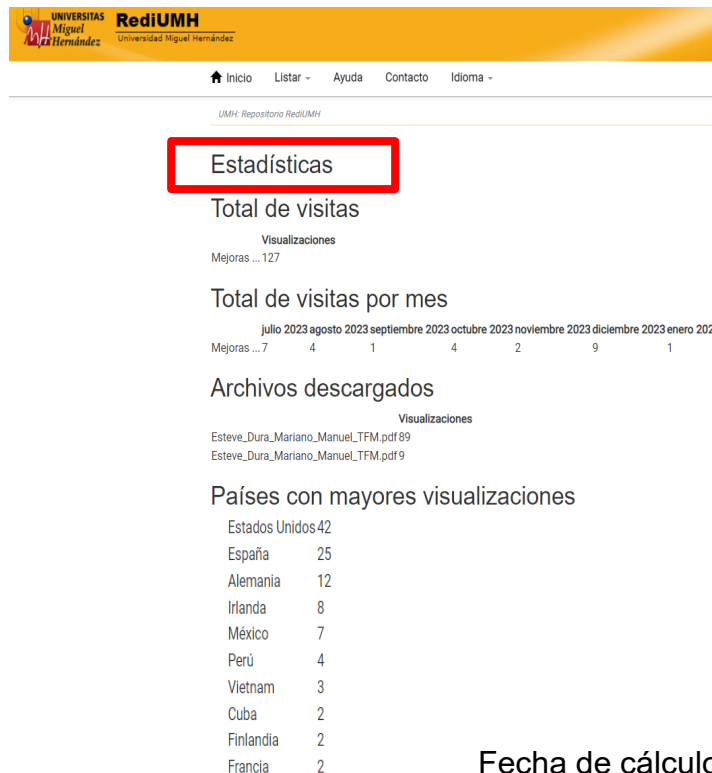 UNIVERSITAS
Miguel
Hernández
RediUMH
Universidad Miguel Hernández
Inicio Listar Ayuda Contacto Idioma
UMH: Repositorio RediUMH
Estadísticas
Total de visitas
Visualizaciones
Mejoras ... 127
Total de visitas por mes
julio 2023 agosto 2023 septiembre 2023 octubre 2023 noviembre 2023 diciembre 2023 enero 202
Mejoras ... 7 4 1 4 2 9 1
Archivos descargados
Visualizaciones
Esteve_Dura_Mariano_Manuel_TFM.pdf 89
Esteve_Dura_Mariano_Manuel_TFM.pdf 9
Países con mayores visualizaciones
Estados Unidos 42
España 25
Alemania 12
Irlanda 8
México 7
Perú 4
Vietnam 3
Cuba 2
Finlandia 2
Francia 2
Fecha de cálculo